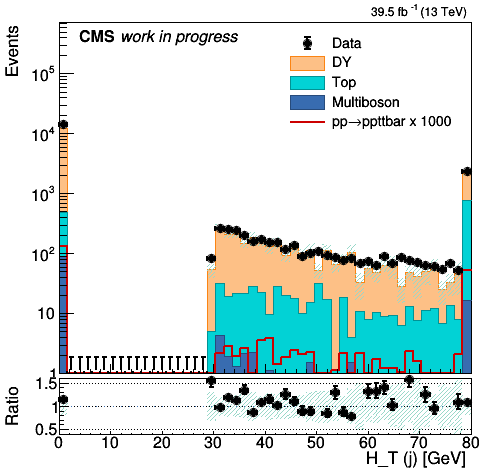 39.5 fb⁻¹ (13 TeV)
CMS work in progress
Events
Data
DY
Top
Multiboson
pp→ppttbar x 1000
10⁵
10⁴
10³
10²
10
1
Ratio
1.5
1
0.5
0 10 20 30 40 50 60 70 80
H_T (j) [GeV]